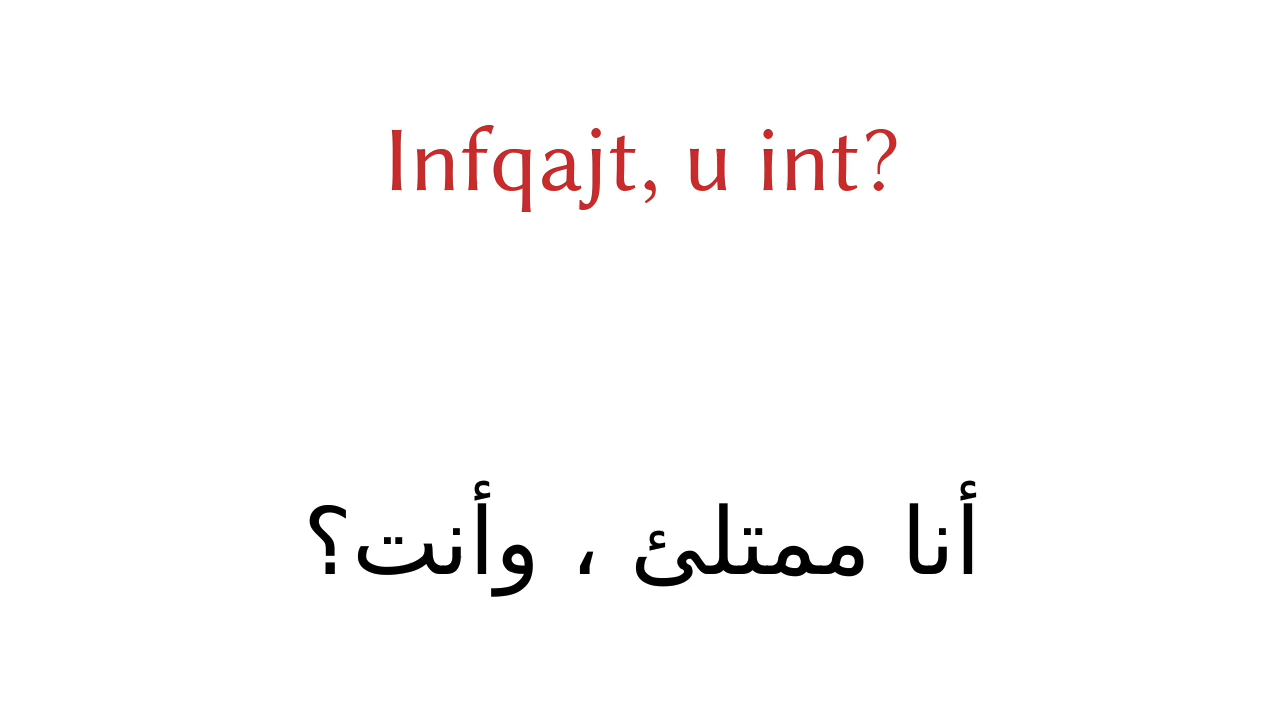 Infqajt, u int?
أنا ممتلئ ، وأنت؟